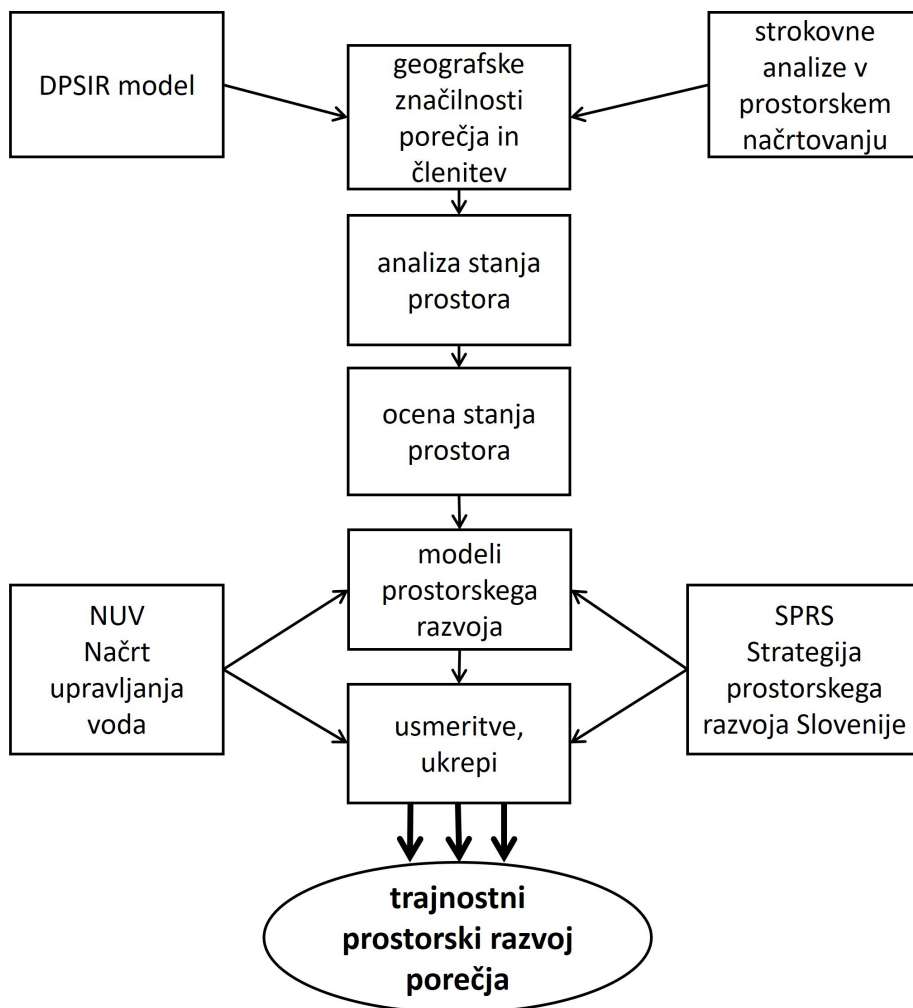 DPSIR model
geografske
značilnosti
porečja in
členitev
strokovne
analize v
prostorskem
načrtovanju
analiza stanja
prostora
ocena stanja
prostora
modeli
prostorskega
razvoja
NUV
Načrt
upravljanja
voda
SPRS
Strategija
prostorskega
razvoja Slovenije
usmeritve,
ukrepi
trajnostni
prostorski razvoj
porečja